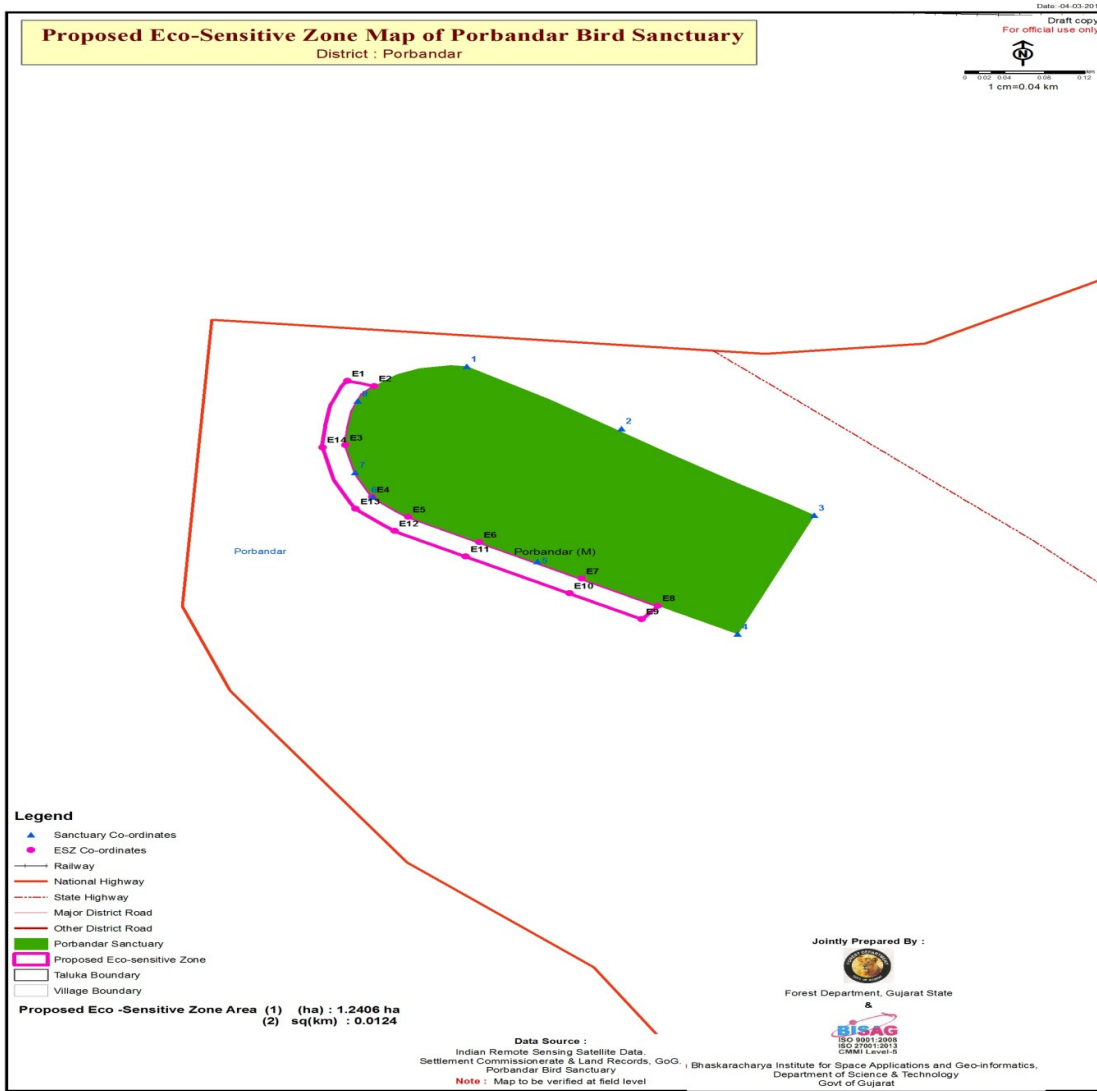 Date:-04-03-201
Draft copy
For official use only
Proposed Eco-Sensitive Zone Map of Porbandar Bird Sanctuary
District : Porbandar
N
km
0 0.02 0.04 0.08 0.12
1 cm=0.04 km
1
E1
E2
8
2
E3
E14
7
6
E4
E13
3
E5
E12
E6
Porbandar
Porbandar (M)
E11
5
E7
E10
E8
E9
4
Legend
Sanctuary Co-ordinates
ESZ Co-ordinates
Railway
National Highway
State Highway
Major District Road
Other District Road
Porbandar Sanctuary
Proposed Eco-sensitive Zone
Taluka Boundary
Village Boundary
Proposed Eco -Sensitive Zone Area (1) (ha) : 1.2406 ha
(2) sq(km) : 0.0124
Data Source :
Indian Remote Sensing Satellite Data.
Settlement Commissionerate & Land Records, GoG.
Porbandar Bird Sanctuary
Note : Map to be verified at field level
Jointly Prepared By :
Forest Department, Gujarat State
&
BISAG
ISO 9001:2008
ISO 27001:2013
CMMI Level-5
Bhaskaracharya Institute for Space Applications and Geo-informatics,
Department of Science & Technology
Govt of Gujarat